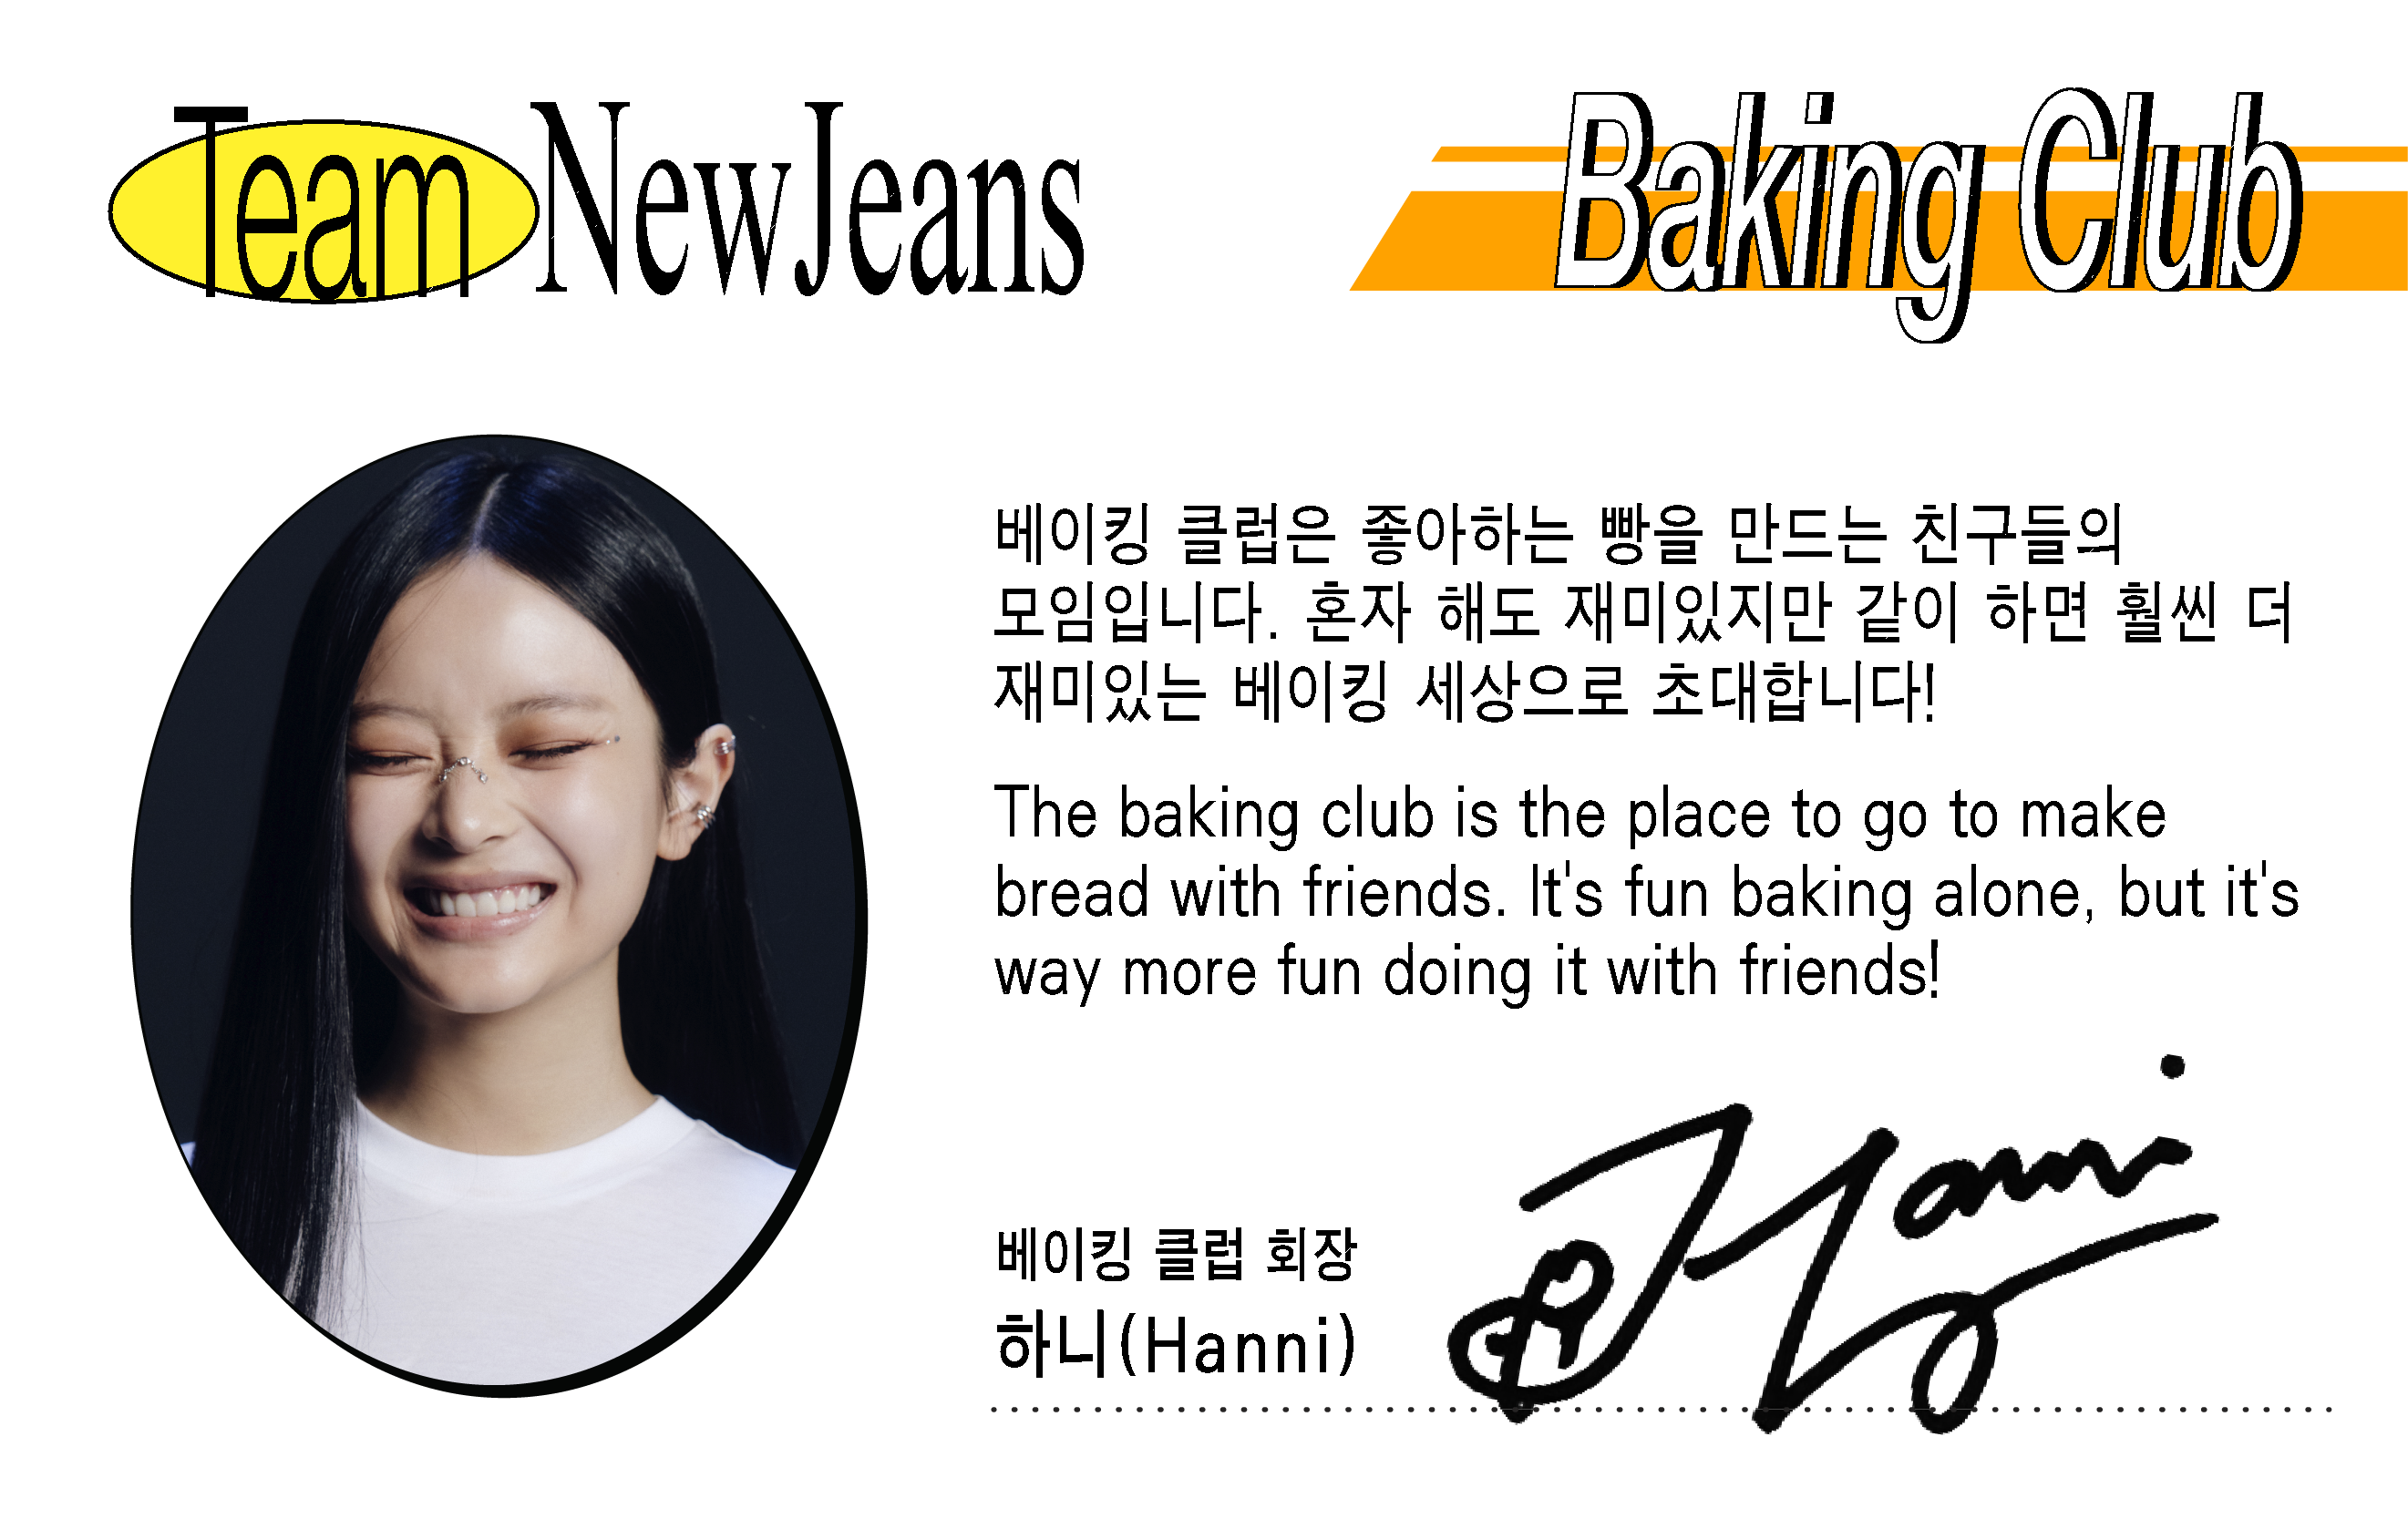 Team NewJeans
Baking Club
베이킹 클럽은 좋아하는 빵을 만드는 친구들의
모임입니다. 혼자 해도 재미있지만 같이 하면 훨씬 더
재미있는 베이킹 세상으로 초대합니다!
The baking club is the place to go to make
bread with friends. It's fun baking alone, but it's
way more fun doing it with friends!
베이킹 클럽 회장
하니(Hanni)
Hanni